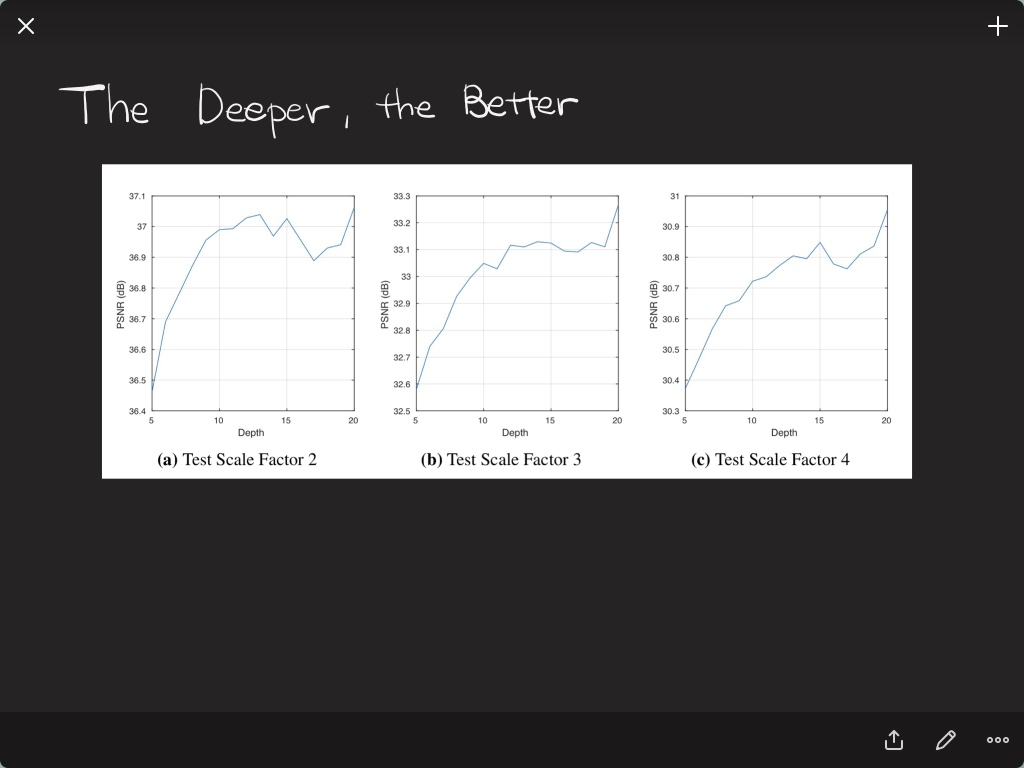 The Deeper, the Better
37.1
37
36.9
36.8
36.7
36.6
36.5
36.4
PSNR (dB)
5 10 15 20
Depth
(a) Test Scale Factor 2
33.3
33.2
33.1
33
32.9
32.8
32.7
32.6
32.5
PSNR (dB)
5 10 15 20
Depth
(b) Test Scale Factor 3
31
30.9
30.8
30.7
30.6
30.5
30.4
30.3
PSNR (dB)
5 10 15 20
Depth
(c) Test Scale Factor 4